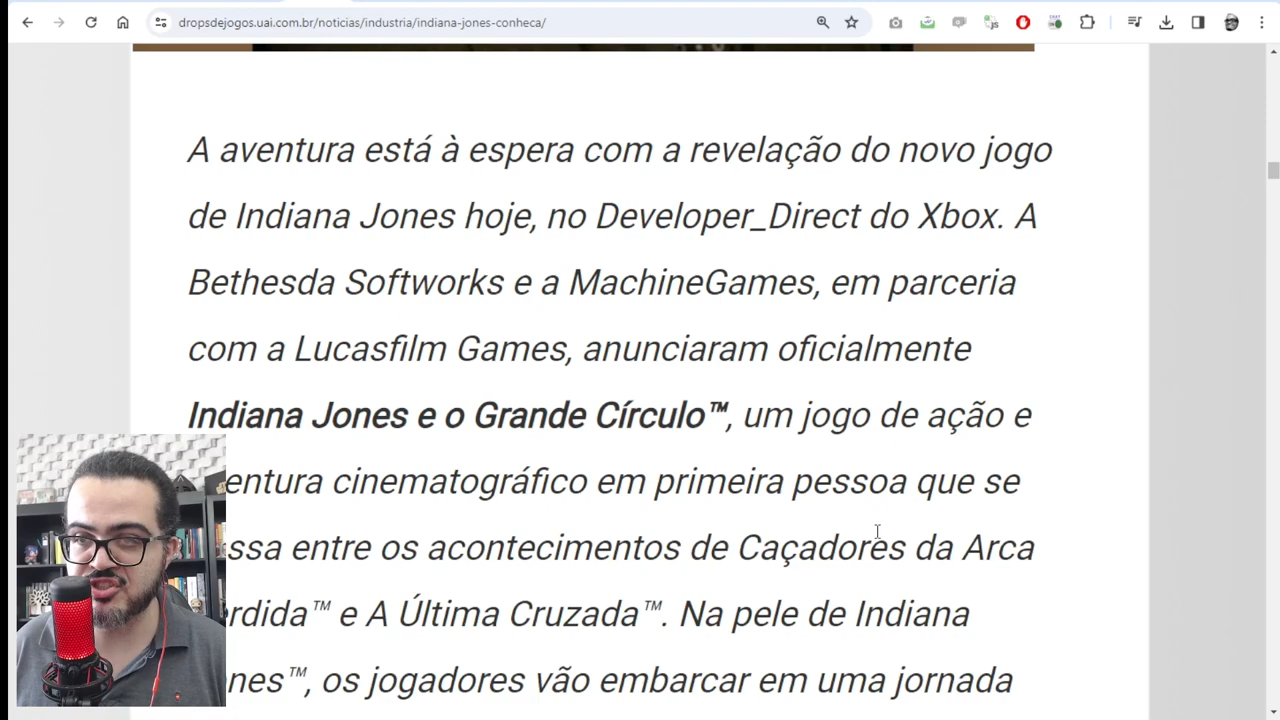 dropsdejogos.uai.com.br/noticias/industria/indiana-jones-conheca/
A aventura está à espera com a revelação do novo jogo
de Indiana Jones hoje, no Developer_Direct do Xbox. A
Bethesda Softworks e a MachineGames, em parceria
com a Lucasfilm Games, anunciaram oficialmente
Indiana Jones e o Grande Círculo™, um jogo de ação e
entura cinematográfico em primeira pessoa que se
ssa entre os acontecimentos de Caçadores da Arca
rdida™ e A Última Cruzada™. Na pele de Indiana
nes™, os jogadores vão embarcar em uma jornada